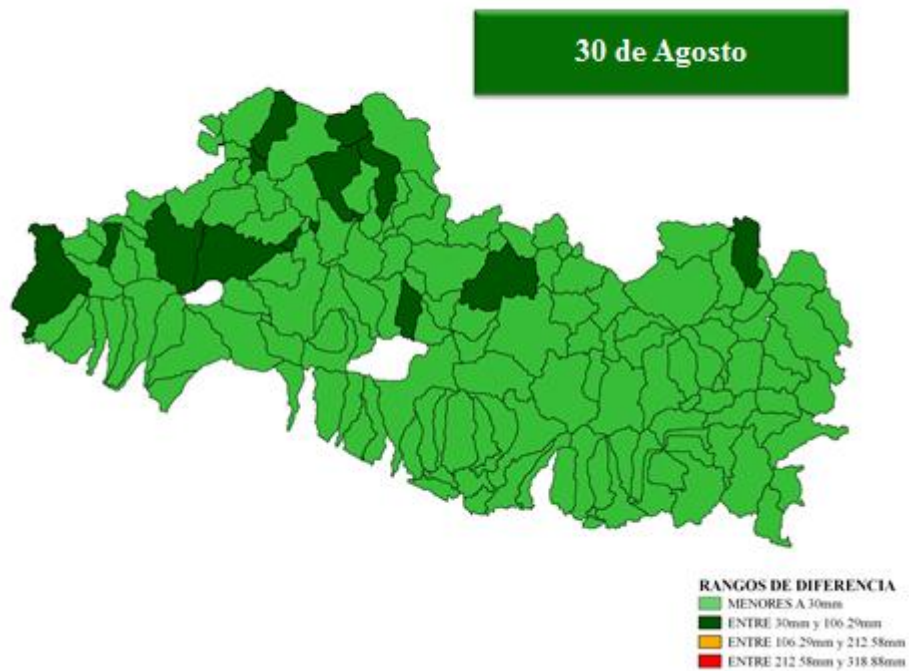 30 de Agosto
RANGOS DE DIFERENCIA
MENORES A 30mm
ENTRE 30mm y 106.29mm
ENTRE 106.29mm y 212.58mm
ENTRE 212.58mm y 318.88mm